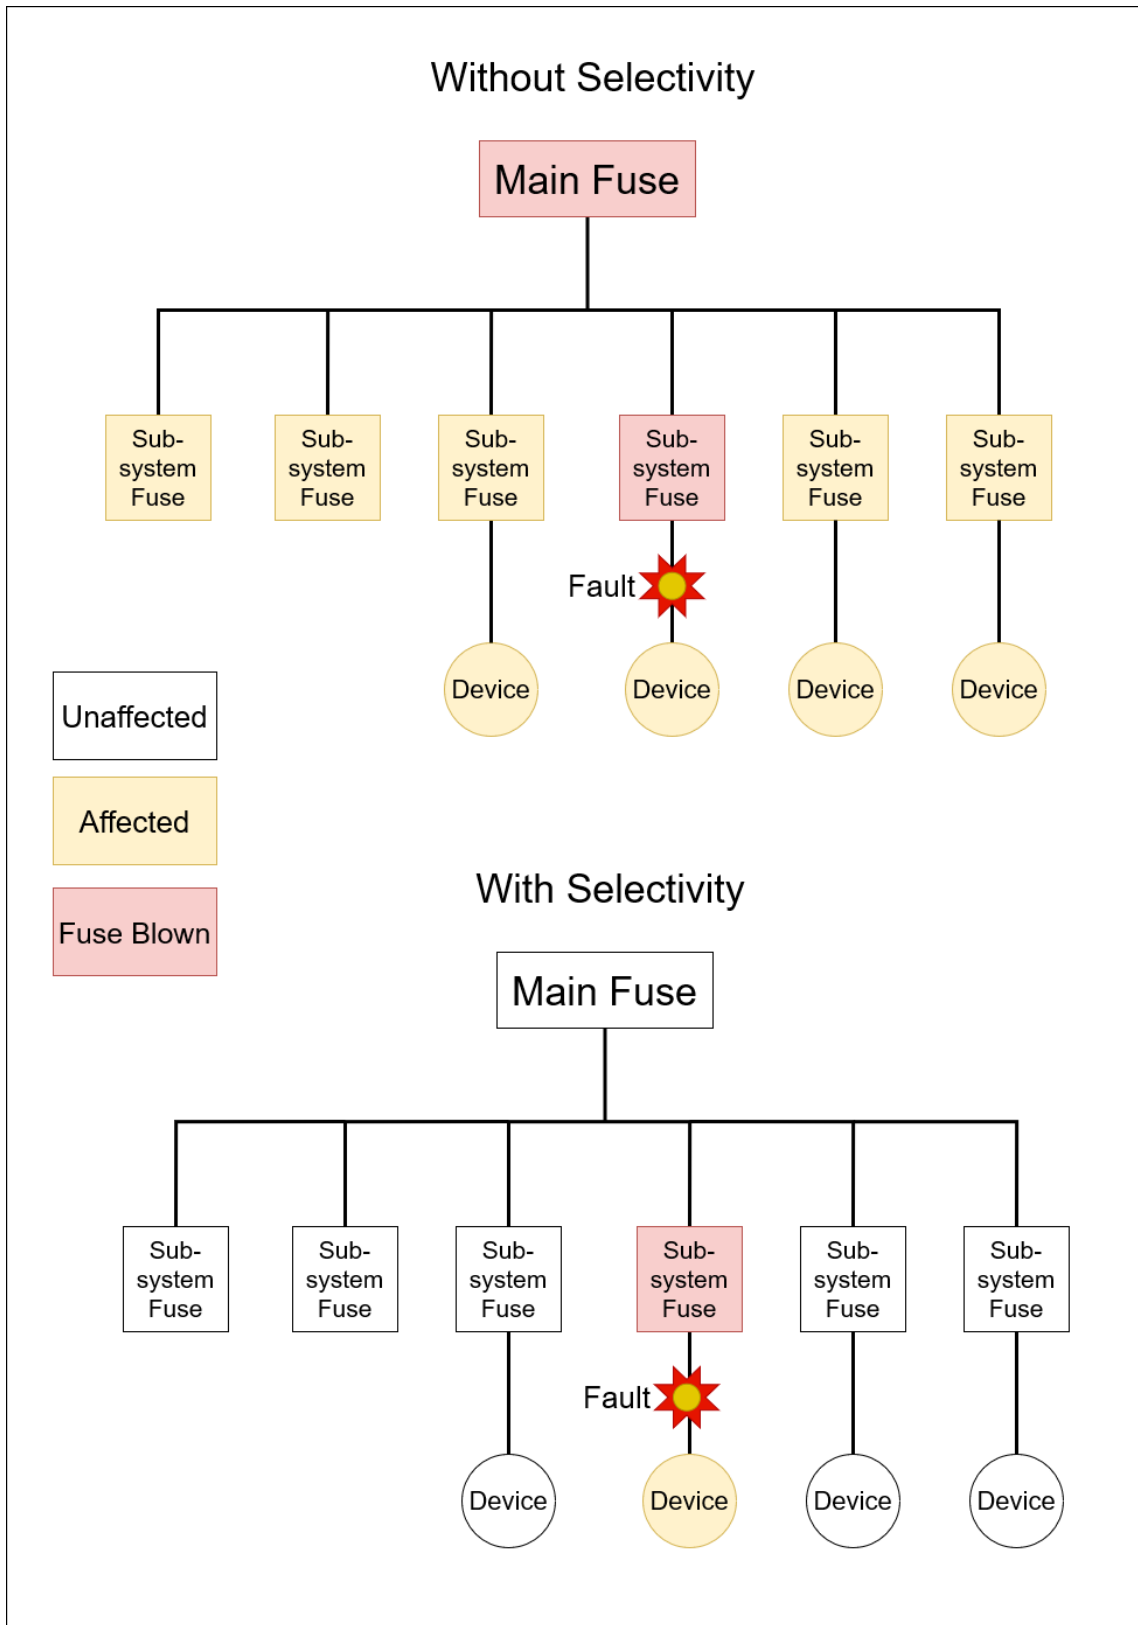 Without Selectivity
Main Fuse
Sub-
system
Fuse
Sub-
system
Fuse
Sub-
system
Fuse
Sub-
system
Fuse
Sub-
system
Fuse
Sub-
system
Fuse
Fault
Device
Device
Device
Device
Unaffected
Affected
Fuse Blown
With Selectivity
Main Fuse
Sub-
system
Fuse
Sub-
system
Fuse
Sub-
system
Fuse
Sub-
system
Fuse
Sub-
system
Fuse
Sub-
system
Fuse
Fault
Device
Device
Device
Device